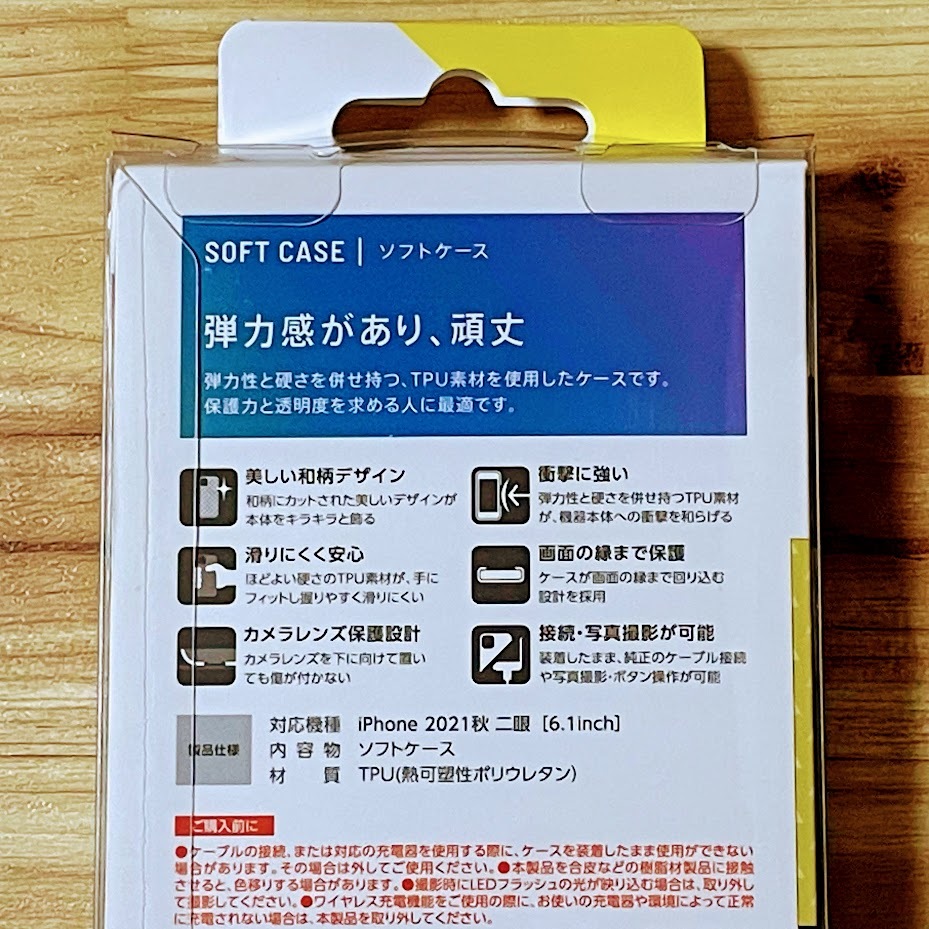 SOFT CASE | ソフトケース
弾力感があり、頑丈
弾力性と硬さを併せ持つ、TPU素材を使用したケースです。
保護力と透明度を求める人に最適です。
美しい和柄デザイン
和柄にカットされた美しいデザインが
本体をキラキラと飾る
衝撃に強い
弾力性と硬さを併せ持つTPU素材
が、機器本体への衝撃を和らげる
滑りにくく安心
ほどよい硬さのTPU素材が、手に
フィットし握りやすく滑りにくい
画面の縁まで保護
ケースが画面の縁まで回り込む
設計を採用
カメラレンズ保護設計
カメラレンズを下に向けて置い
ても傷が付かない
接続・写真撮影が可能
装着したまま、純正のケーブル接続
や写真撮影・ボタン操作が可能
製品仕様
対応機種 iPhone 2021秋 二眼 [6.1inch]
内容物 ソフトケース
材質 TPU(熱可塑性ポリウレタン)
ご購入前に
●ケーブルの接続、または対応の充電器を使用する際に、ケースを装着したまま使用ができない
場合があります。その場合は外してご使用ください。●本製品を合皮などの樹脂材製品に接触
させると、色移りする場合があります。●撮影時にLEDフラッシュの光が映り込む場合は、取り外し
て撮影してください。●ワイヤレス充電機能をご使用の際に、お使いの充電器や環境によって正常
に充電されない場合は、本製品を取り外してください。